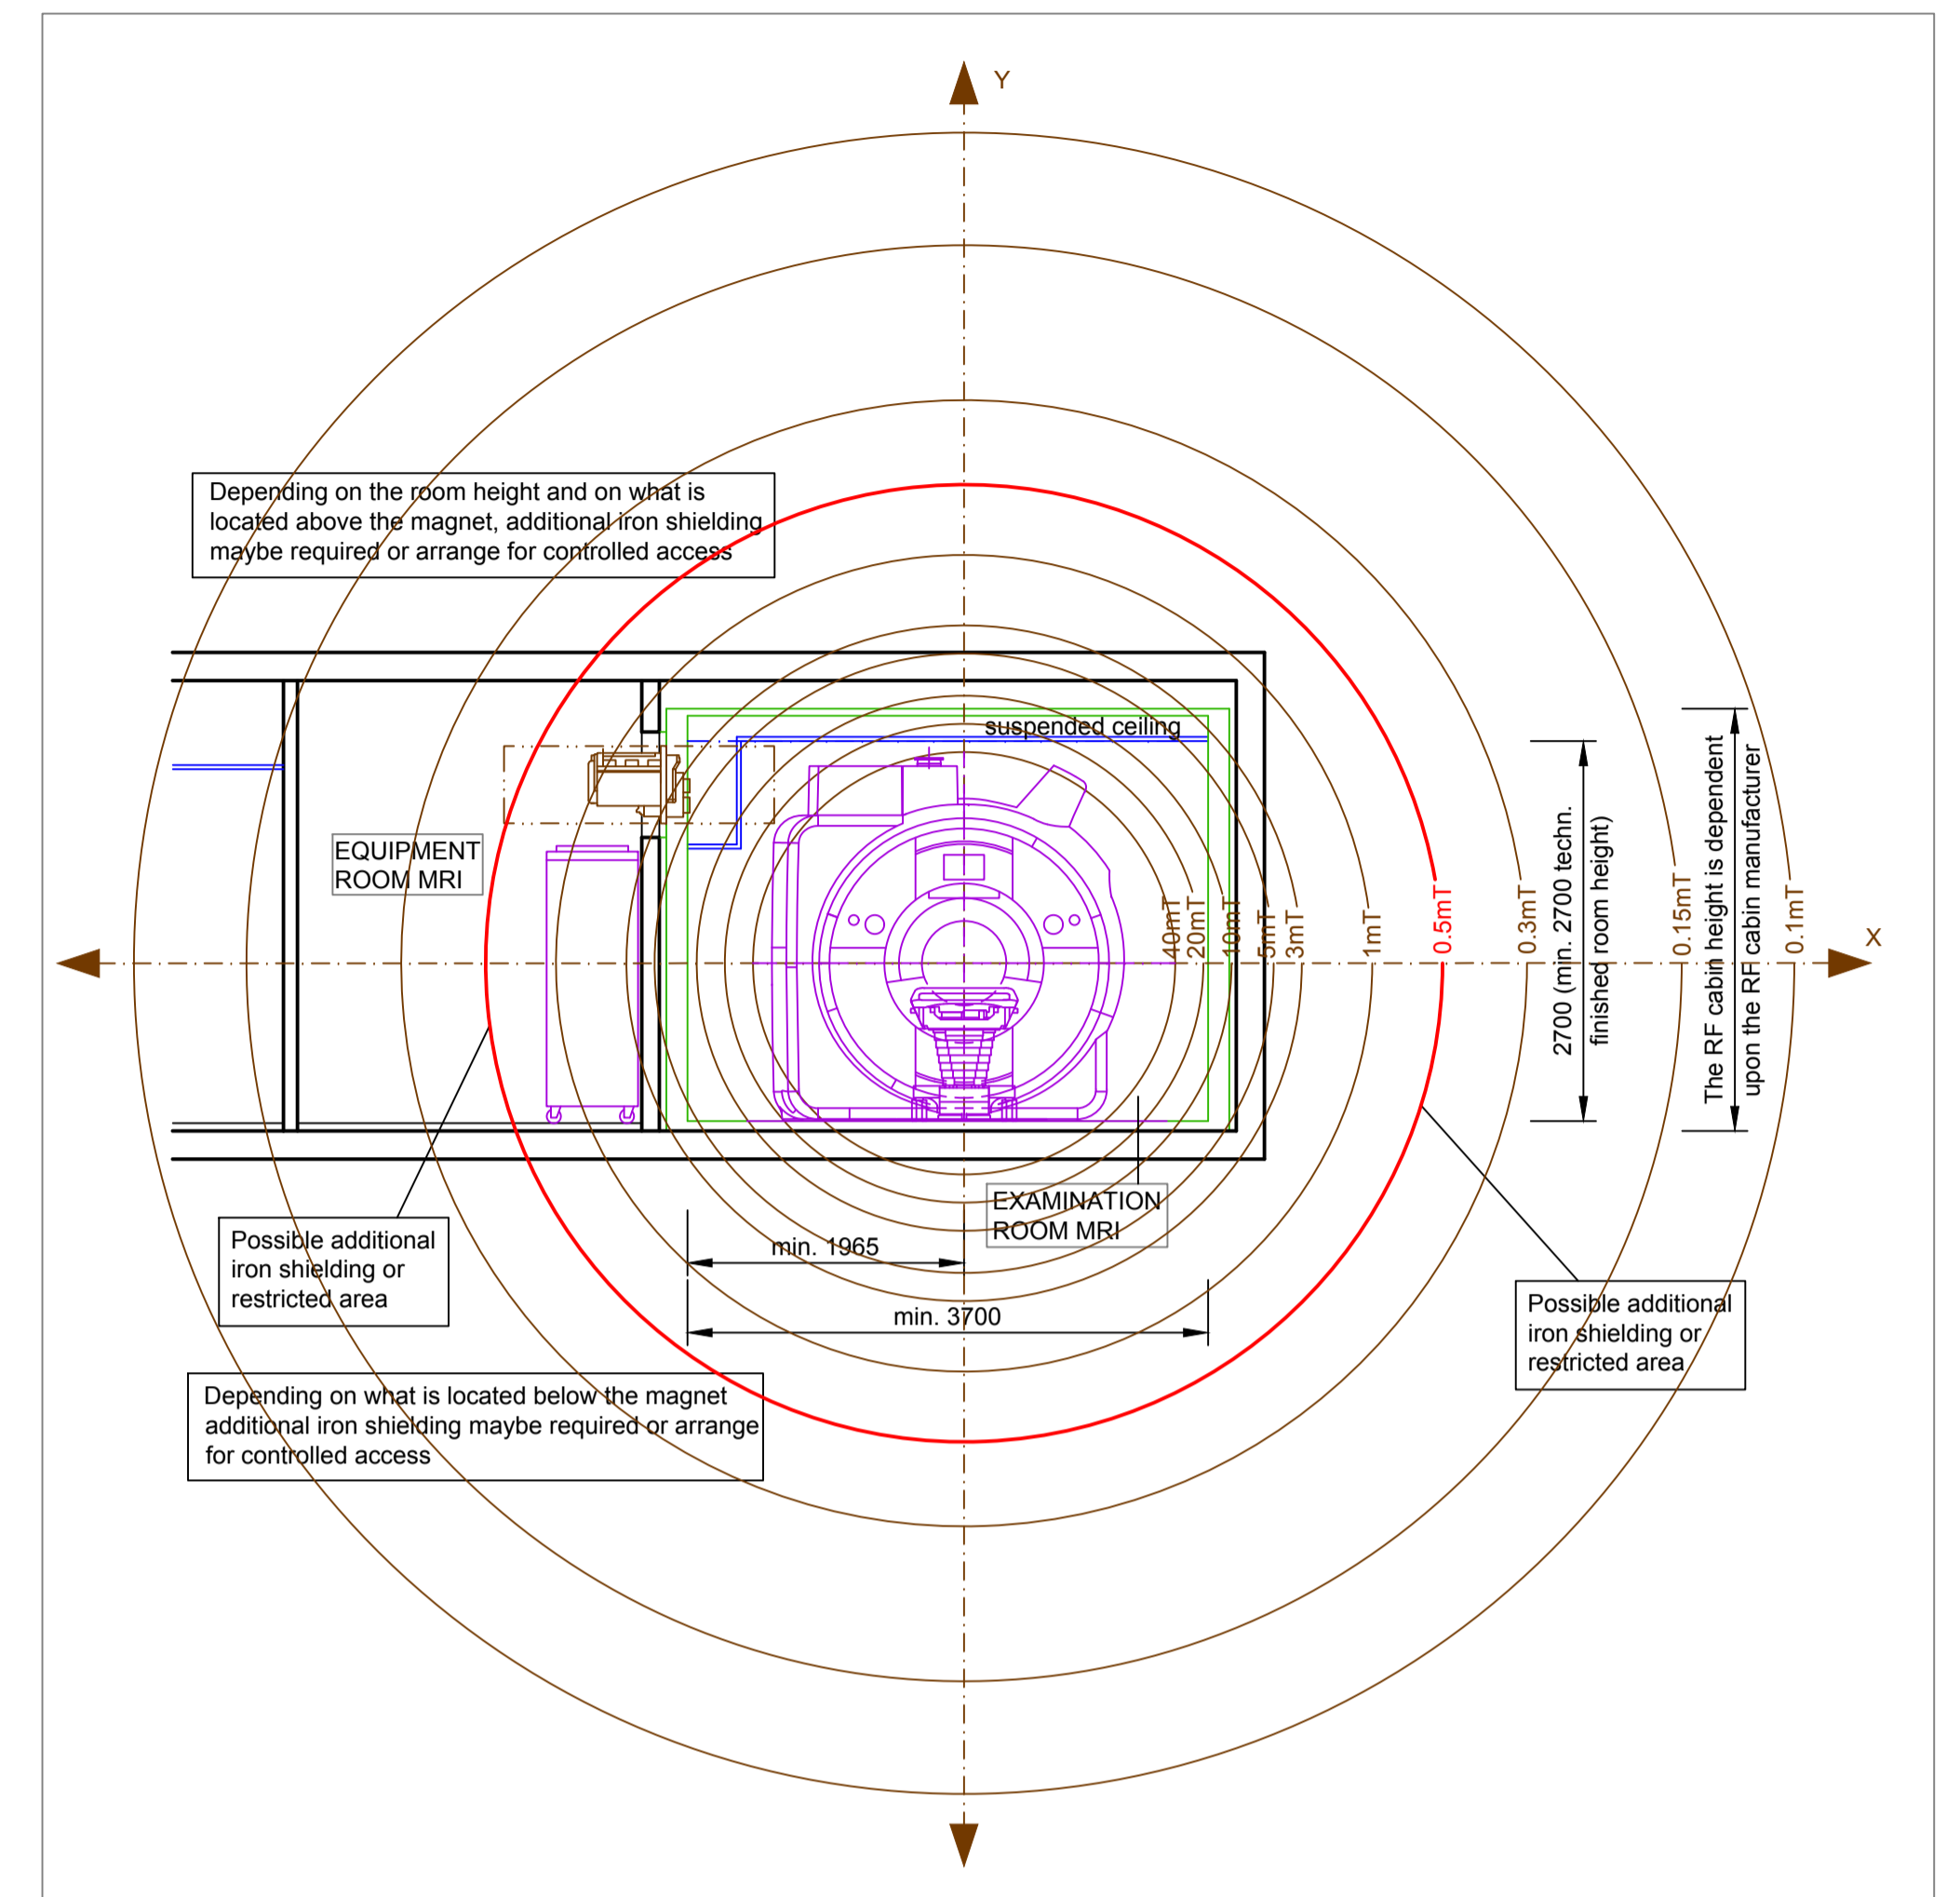 Y
Depending on the room height and on what is
located above the magnet, additional iron shielding
maybe required or arrange for controlled access
suspended ceiling
EQUIPMENT
ROOM MRI
40mT
20mT
10mT
5mT
3mT
1mT
0.5mT
0.3mT
0.15mT
0.1mT
X
2700 (min. 2700 techn.
finished room height)
The RF cabin height is dependent
upon the RF cabin manufacturer
EXAMINATION
ROOM MRI
min. 1965
min. 3700
Possible additional
iron shielding or
restricted area
Possible additional
iron shielding or
restricted area
Depending on what is located below the magnet
additional iron shielding maybe required or arrange
for controlled access